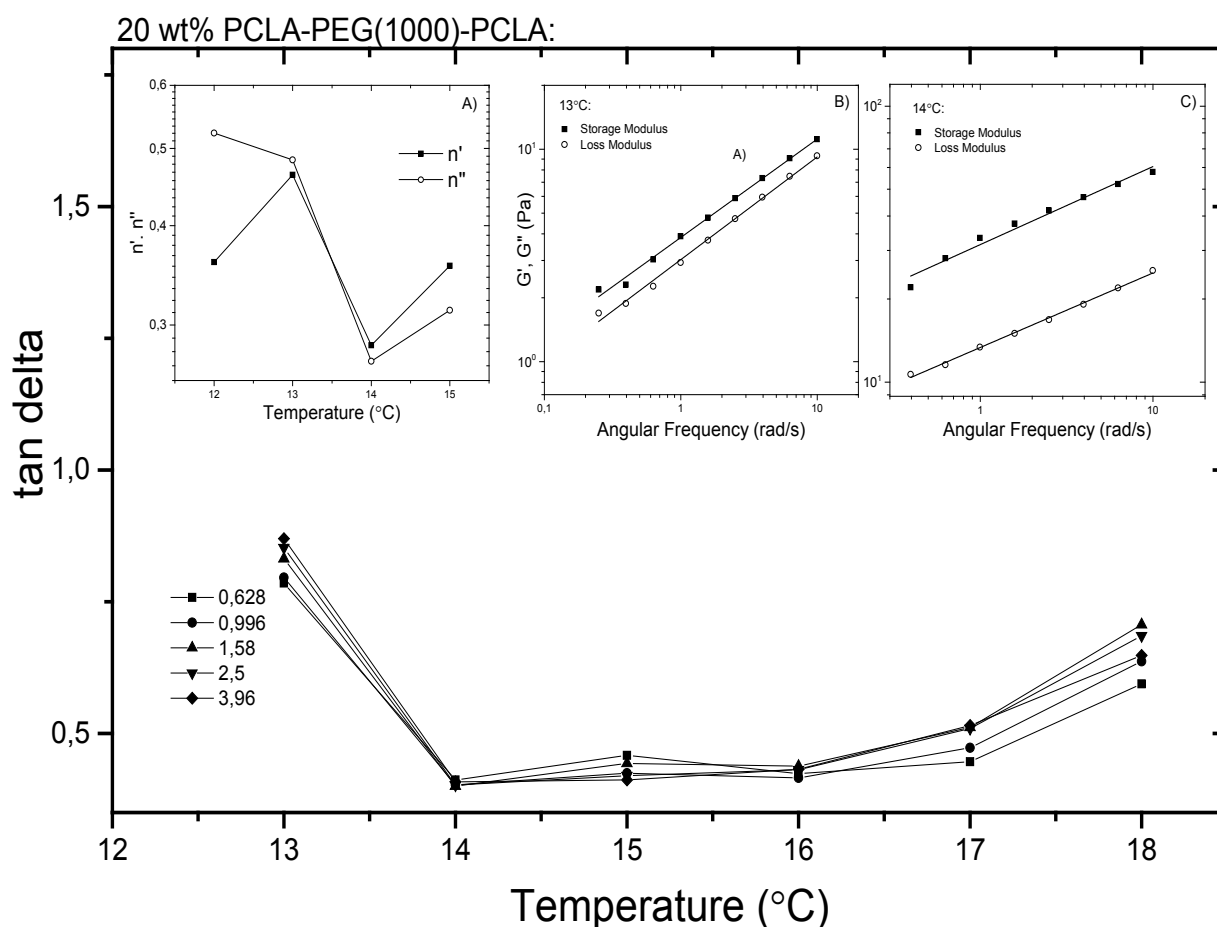 20 wt% PCLA-PEG(1000)-PCLA:
tan delta
1,5
1,0
0,5
12
13
14
15
16
17
18
Temperature (°C)
0,628
0,996
1,58
2,5
3,96
A)
n'
n"
n'. n"
0,6
0,5
0,4
0,3
12
13
14
15
Temperature (°C)
B)
13°C:
Storage Modulus
Loss Modulus
A)
G', G" (Pa)
10¹
10⁰
0,1
1
10
Angular Frequency (rad/s)
C)
14°C:
Storage Modulus
Loss Modulus
10²
10¹
1
10
Angular Frequency (rad/s)